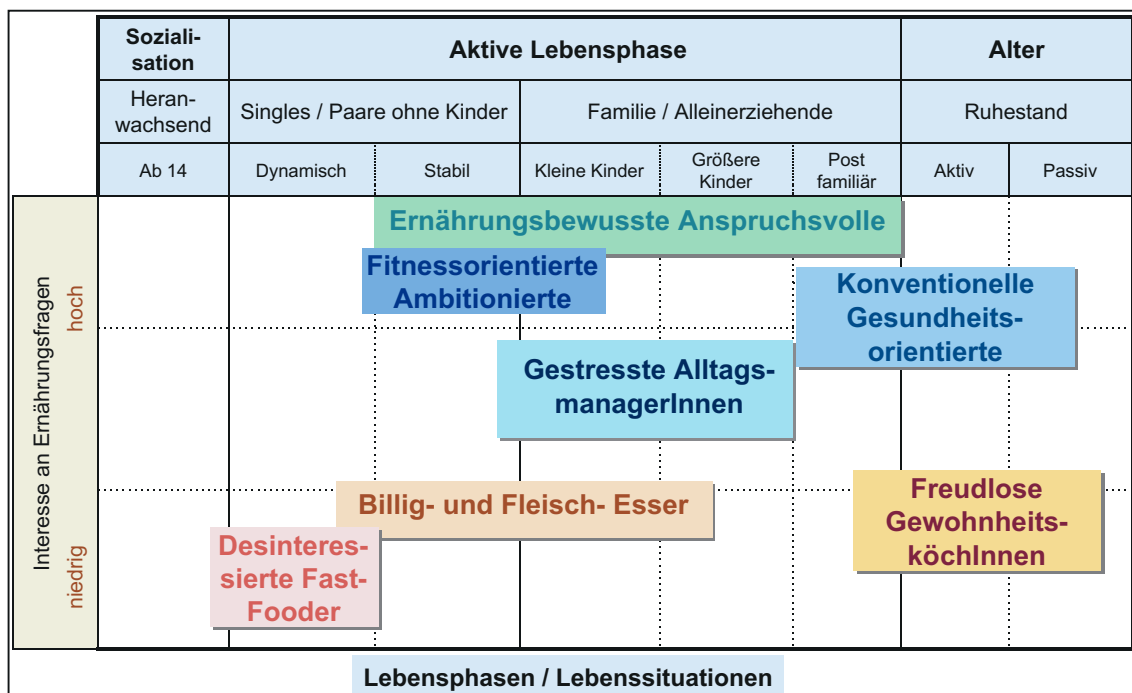 Soziali-
sation
Aktive Lebensphase
Alter
Heran-
wachsend
Singles / Paare ohne Kinder
Familie / Alleinerziehende
Ruhestand
Ab 14
Dynamisch
Stabil
Kleine Kinder
Größere
Kinder
Post
familiär
Aktiv
Passiv
Interesse an Ernährungsfragen
hoch
niedrig
Ernährungsbewusste Anspruchsvolle
Fitnessorientierte
Ambitionierte
Konventionelle
Gesundheits-
orientierte
Gestresste Alltags-
managerInnen
Billig- und Fleisch- Esser
Freudlose
Gewohnheits-
köchInnen
Desinteres-
sierte Fast-
Fooder
Lebensphasen / Lebenssituationen